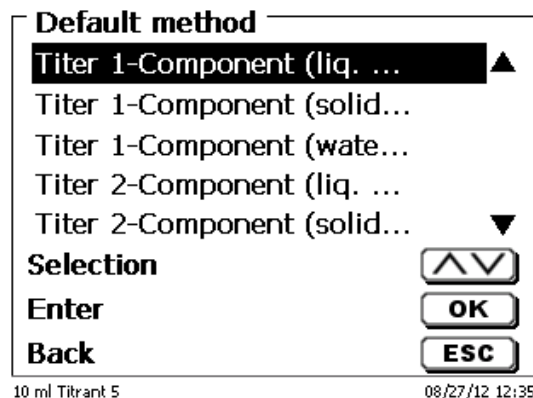 Default method
Titer 1-Component (liq. ...
Titer 1-Component (solid...
Titer 1-Component (wate...
Titer 2-Component (liq. ...
Titer 2-Component (solid...
Selection
Enter OK
Back ESC
10 ml Titrant 5 08/27/12 12:35